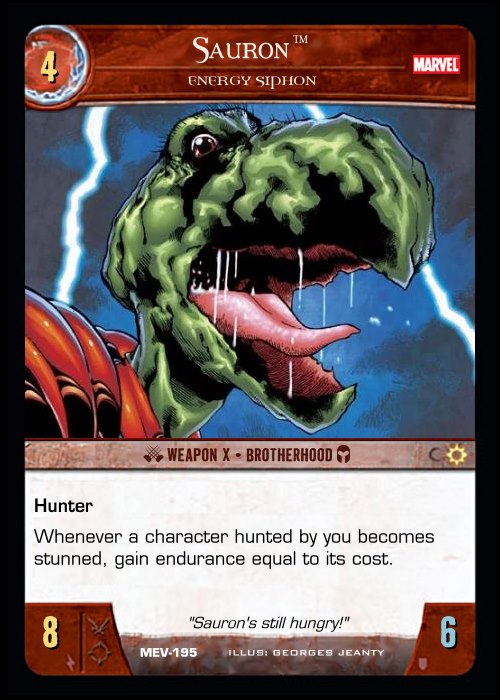 4
SAURON™
MARVEL
ENERGY SIPHON
WEAPON X • BROTHERHOOD
C
Hunter
Whenever a character hunted by you becomes
stunned, gain endurance equal to its cost.
8
"Sauron's still hungry!"
6
MEV-195 ILLUS: GEORGES JEANTY